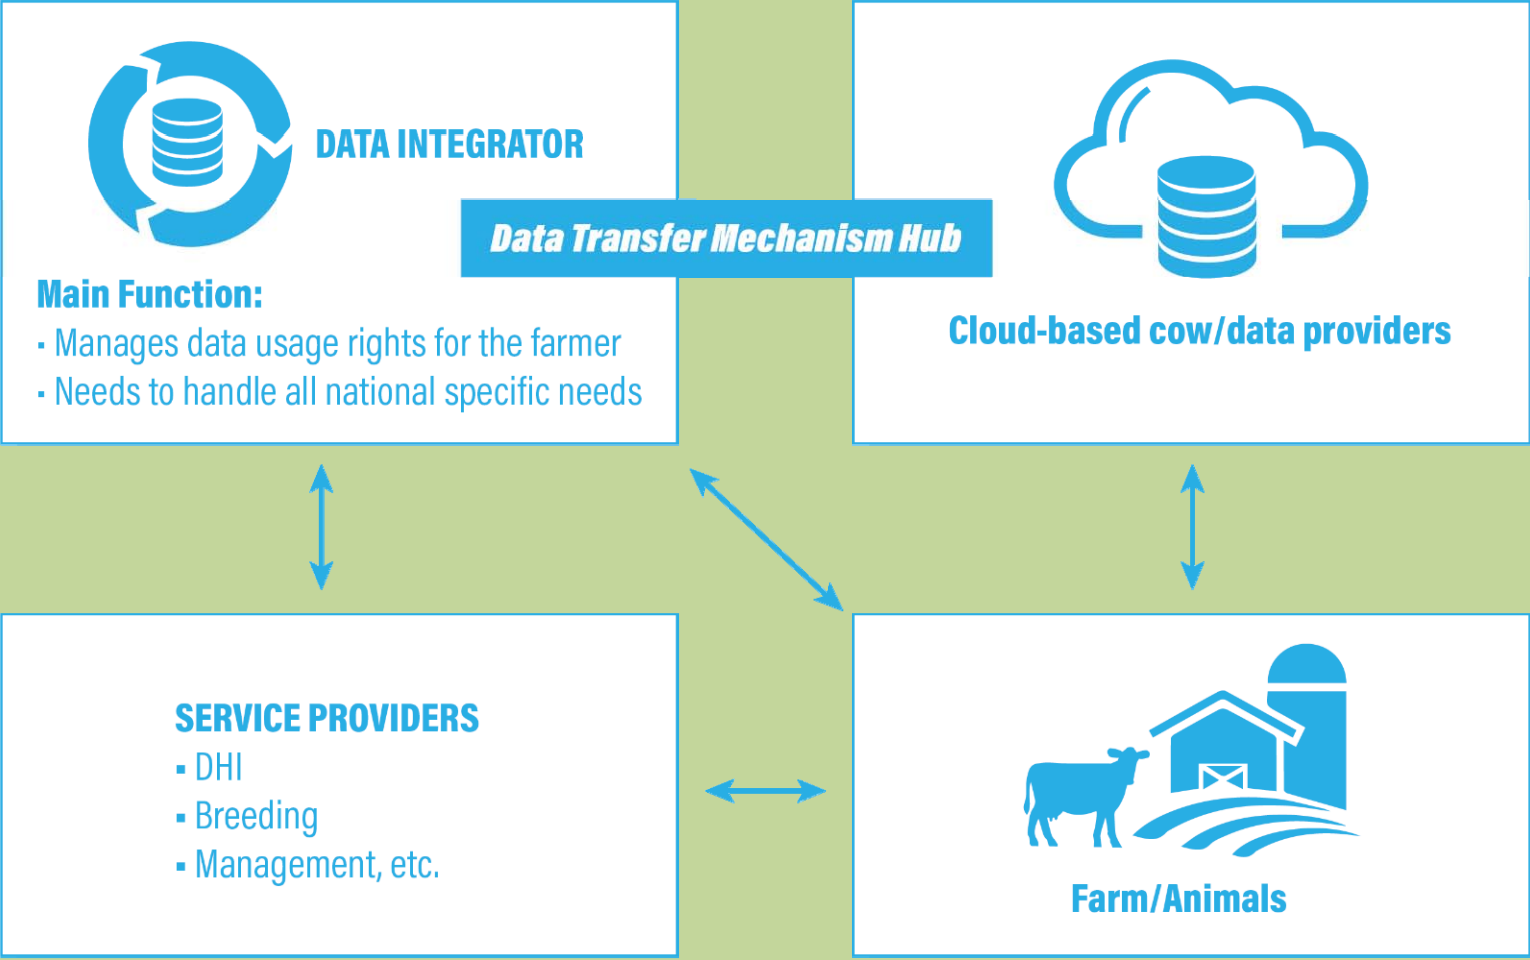 DATA INTEGRATOR
Data Transfer Mechanism Hub
Main Function:
· Manages data usage rights for the farmer
· Needs to handle all national specific needs
Cloud-based cow/data providers
SERVICE PROVIDERS
▪ DHI
▪ Breeding
▪ Management, etc.
Farm/Animals